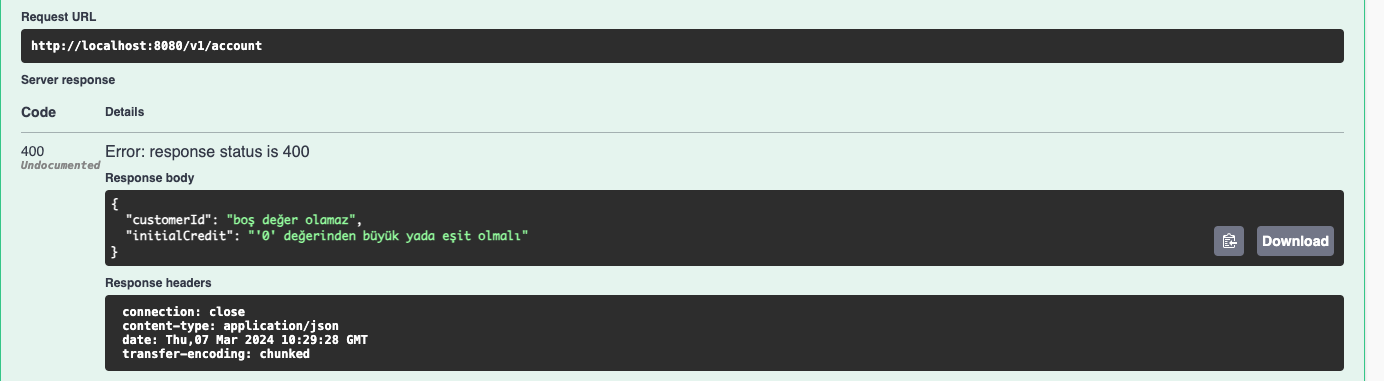 Request URL
http://localhost:8080/v1/account
Server response
Code Details
400 Error: response status is 400
Undocumented
Response body
{
"customerId": "boş değer olamaz",
"initialCredit": "'0' değerinden büyük yada eşit olmalı"
}
Download
Response headers
connection: close
content-type: application/json
date: Thu,07 Mar 2024 10:29:28 GMT
transfer-encoding: chunked